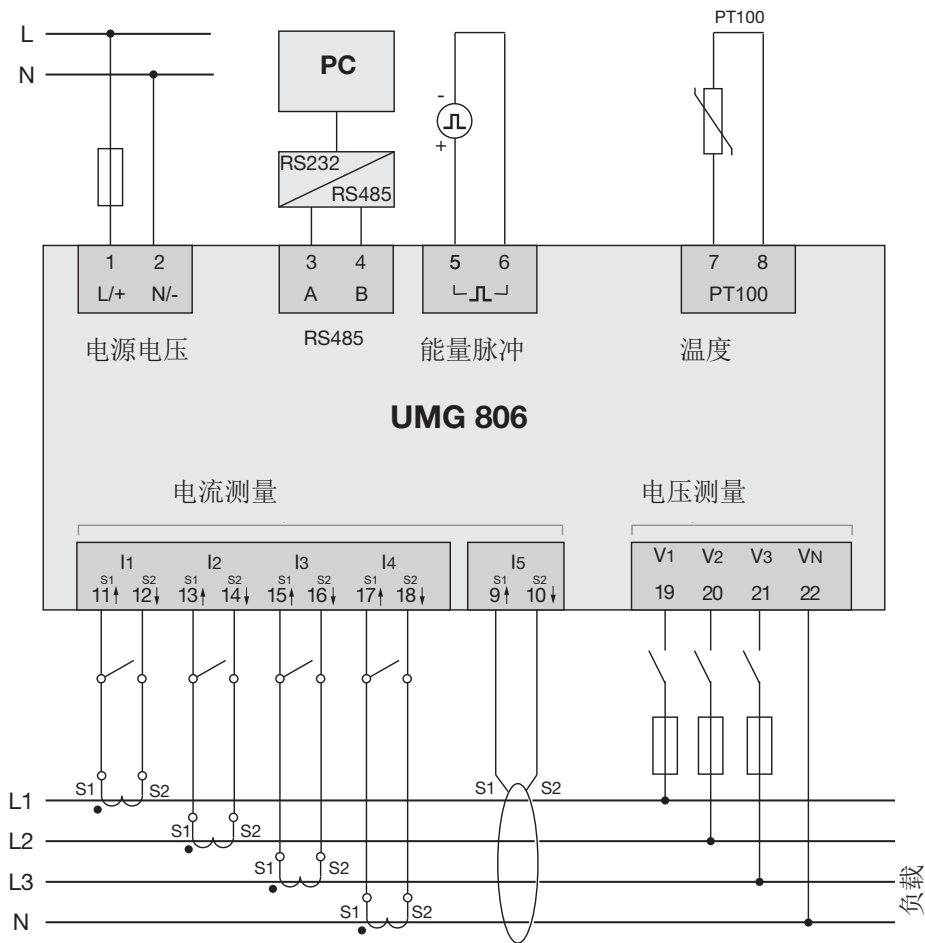 PT100
L
N
PC
-
+
RS232
RS485
1 2
L/+ N/-
3 4
A B
5 6
7 8
PT100
电源电压
RS485
能量脉冲
温度
UMG 806
电流测量
电压测量
I1 I2 I3 I4
S1 S2 S1 S2 S1 S2 S1 S2
11 12 13 14 15 16 17 18
I5
S1 S2
9 10
V1 V2 V3 VN
19 20 21 22
S1 S2
S1 S2
L1
S1 S2
L2
S1 S2
L3
S1 S2
N
负载